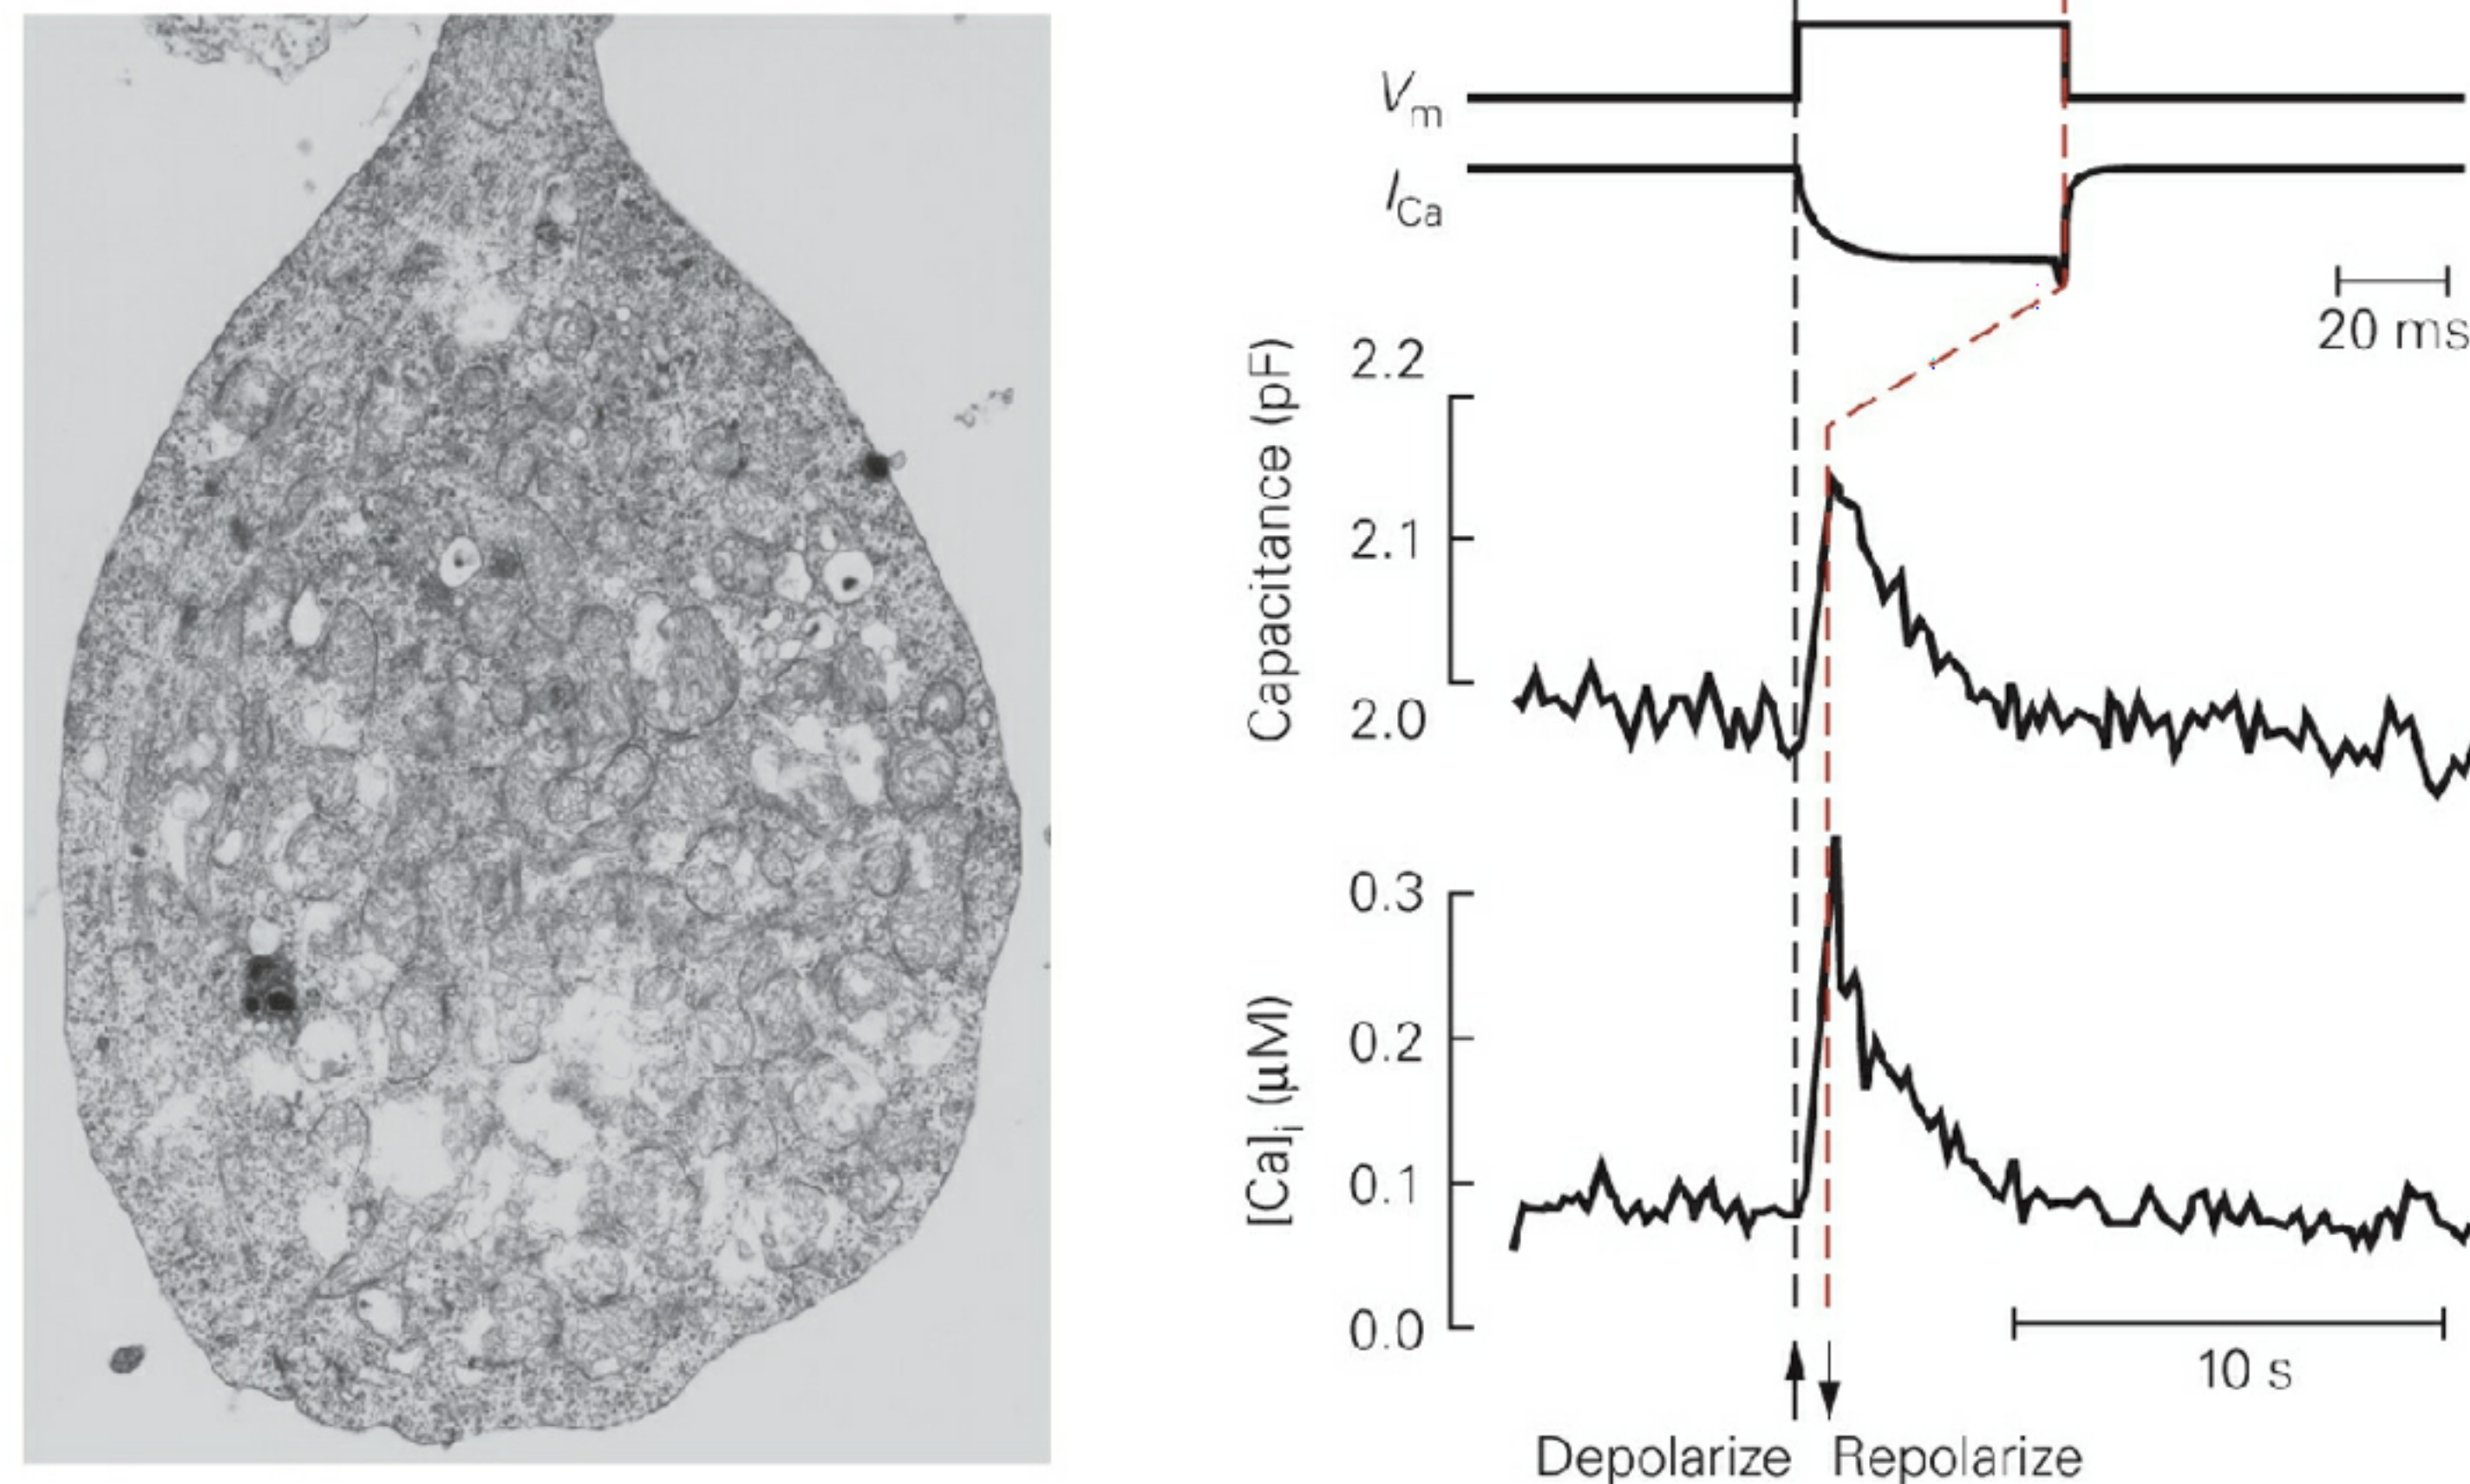 Vm
ICa
20 ms
Capacitance (pF)
2.2
2.1
2.0
[Ca]i (μM)
0.3
0.2
0.1
0.0
10 s
Depolarize Repolarize